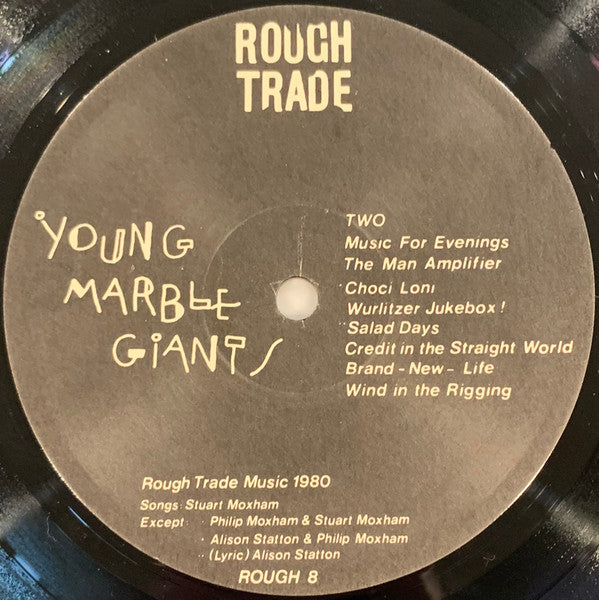 ROUGH
TRADE
YOUNG
MARBLE
GIANTS
TWO
Music For Evenings
The Man Amplifier
Choci Loni
Wurlitzer Jukebox!
¨Salad Days
Credit in the Straight World
Brand - New - Life
Wind in the Rigging
Rough Trade Music 1980
Songs: Stuart Moxham
Except · Philip Moxham & Stuart Moxham
· Alison Statton & Philip Moxham
·· (Lyric) Alison Statton
ROUGH 8